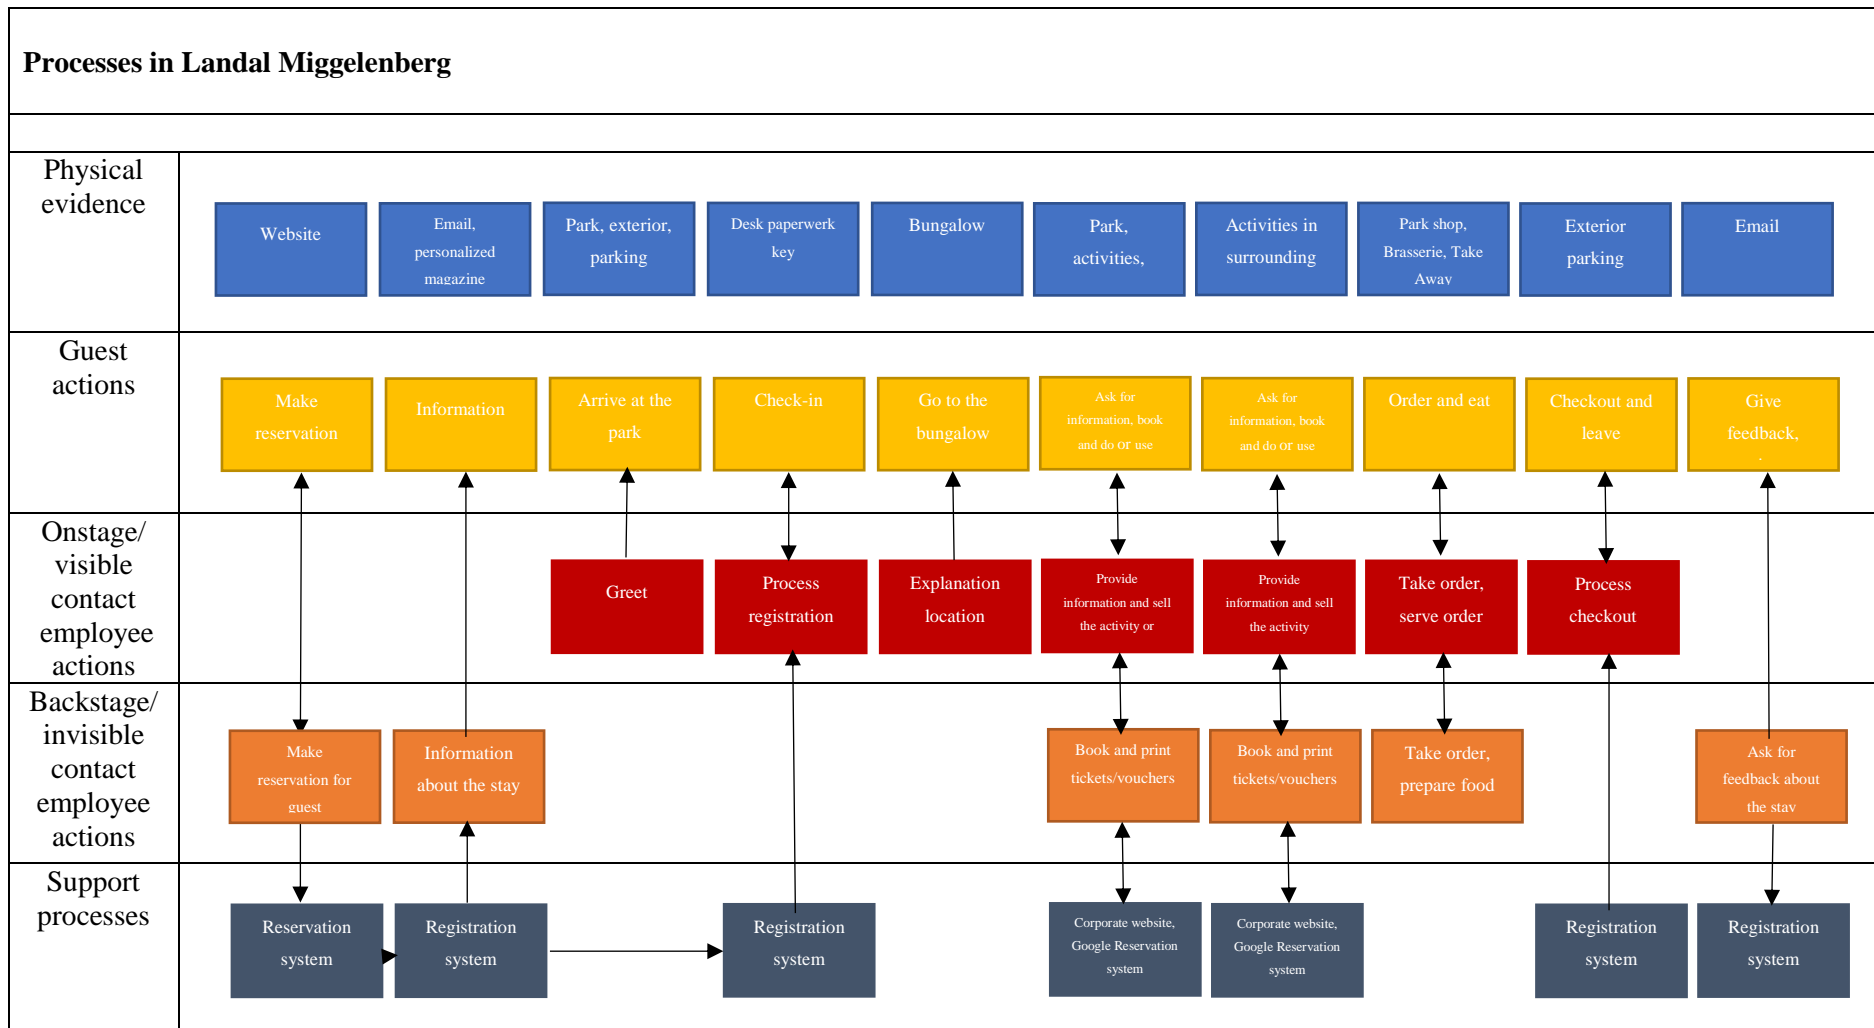 Processes in Landal Miggelenberg
Physical
evidence
Website
Email,
personalized
magazine
Park, exterior,
parking
Desk paperwerk
key
Bungalow
Park,
activities,
Activities in
surrounding
Park shop,
Brasserie, Take
Away
Exterior
parking
Email
Guest
actions
Make
reservation
Information
Arrive at the
park
Check-in
Go to the
bungalow
Ask for
information, book
and do or use
Ask for
information, book
and do or use
Order and eat
Checkout and
leave
Give
feedback,
Onstage/
visible
contact
employee
actions
Greet
Process
registration
Explanation
location
Provide
information and sell
the activity or
Provide
information and sell
the activity
Take order,
serve order
Process
checkout
Backstage/
invisible
contact
employee
actions
Make
reservation for
guest
Information
about the stay
Book and print
tickets/vouchers
Book and print
tickets/vouchers
Take order,
prepare food
Ask for
feedback about
the stay
Support
processes
Reservation
system
Registration
system
Registration
system
Corporate website,
Google Reservation
system
Corporate website,
Google Reservation
system
Registration
system
Registration
system